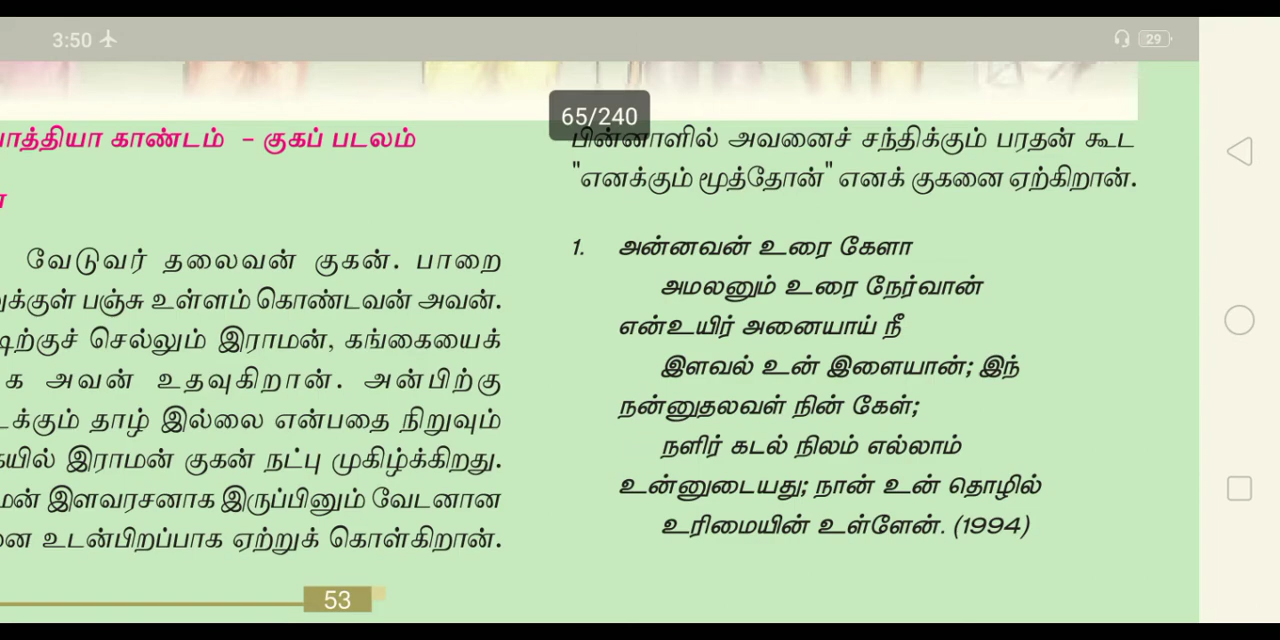 3:50
29
65/240
காண்டம் – குகப் படலம்
வேடுவர் தலைவன் குகன். பாறை
பஞ்சு உள்ளம் கொண்டவன் அவன்.
செல்லும் இராமன், கங்கையைக்
அவன் உதவுகிறான். அன்பிற்கு
தாழ் இல்லை என்பதை நிறுவும்
இராமன் குகன் நட்பு முகிழ்க்கிறது.
இளவரசனாக இருப்பினும் வேடனான
உடன்பிறப்பாக ஏற்றுக் கொள்கிறான்.
53
பின்னாளில் அவனைச் சந்திக்கும் பரதன் கூட
"எனக்கும் மூத்தோன்" எனக் குகனை ஏற்கிறான்.
1. அன்னவன் உரை கேளா
அமலனும் உரை நேர்வான்
என்உயிர் அனையாய் நீ
இளவல் உன் இளையான்; இந்
நன்னுதலவள் நின் கேள்;
நளிர் கடல் நிலம் எல்லாம்
உன்னுடையது; நான் உன் தொழில்
உரிமையின் உள்ளேன். (1994)